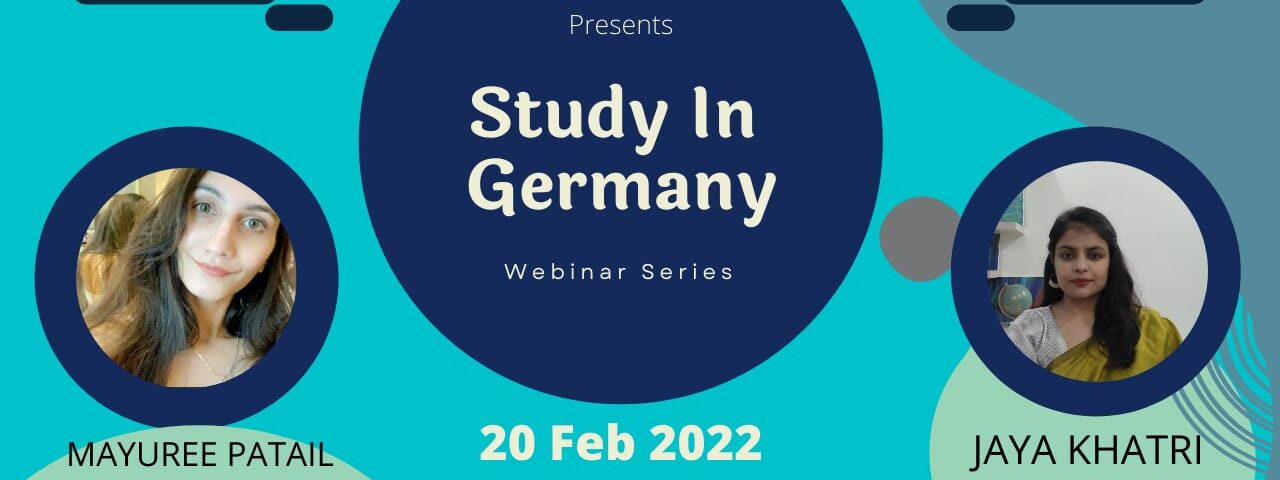 Presents
Study In
Germany
Webinar Series
20 Feb 2022
MAYUREE PATAIL
JAYA KHATRI